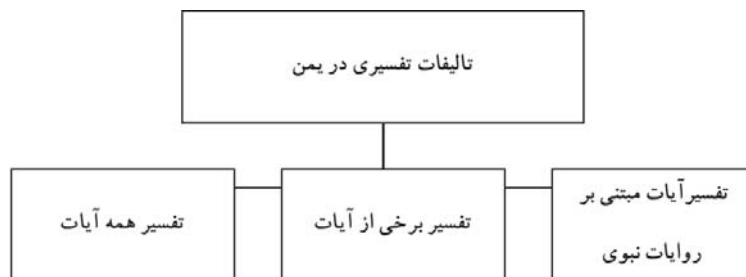 تالیفات تفسیری در یمن
تفسیرآیات مبتنی بر
روایات نبوی
تفسیر برخی از آیات
تفسیر همه آیات